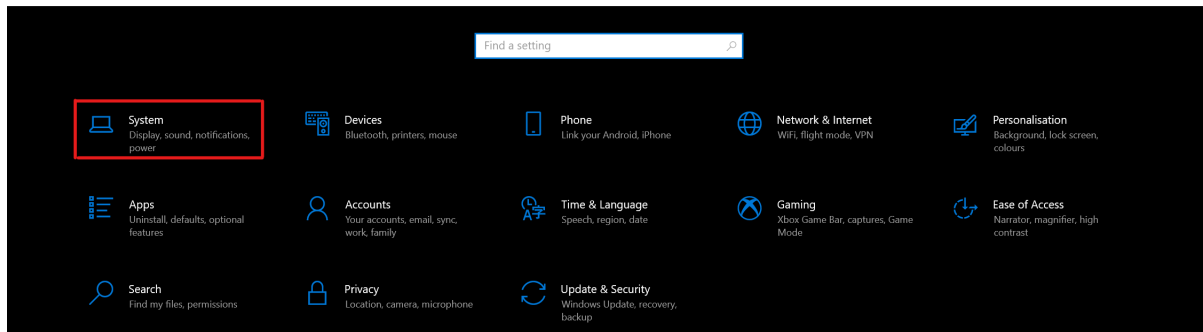 Find a setting
System
Display, sound, notifications,
power
Devices
Bluetooth, printers, mouse
Phone
Link your Android, iPhone
Network & Internet
WiFi, flight mode, VPN
Personalisation
Background, lock screen,
colours
Apps
Uninstall, defaults, optional
features
Accounts
Your accounts, email, sync,
work, family
Time & Language
Speech, region, date
Gaming
Xbox Game Bar, captures, Game
Mode
Ease of Access
Narrator, magnifier, high
contrast
Search
Find my files, permissions
Privacy
Location, camera, microphone
Update & Security
Windows Update, recovery,
backup